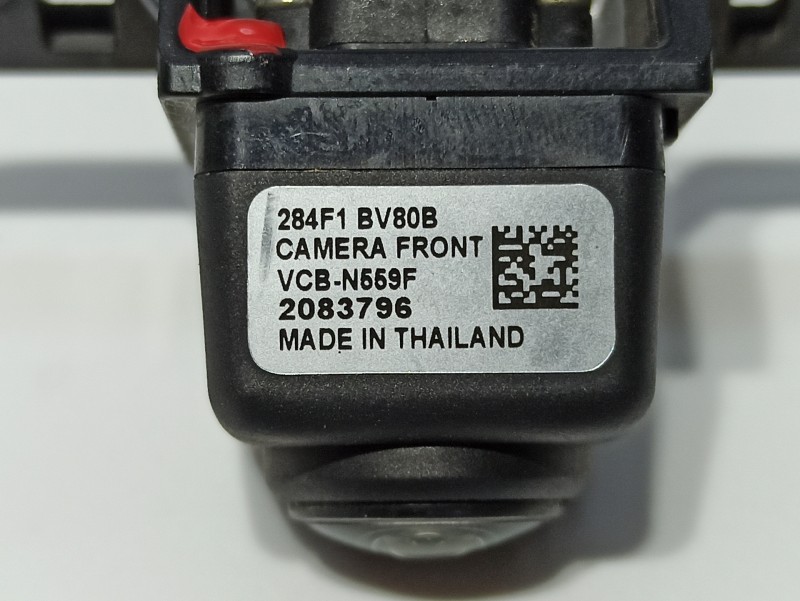 284F1 BV80B
CAMERA FRONT
VCB-N559F
2083796
MADE IN THAILAND